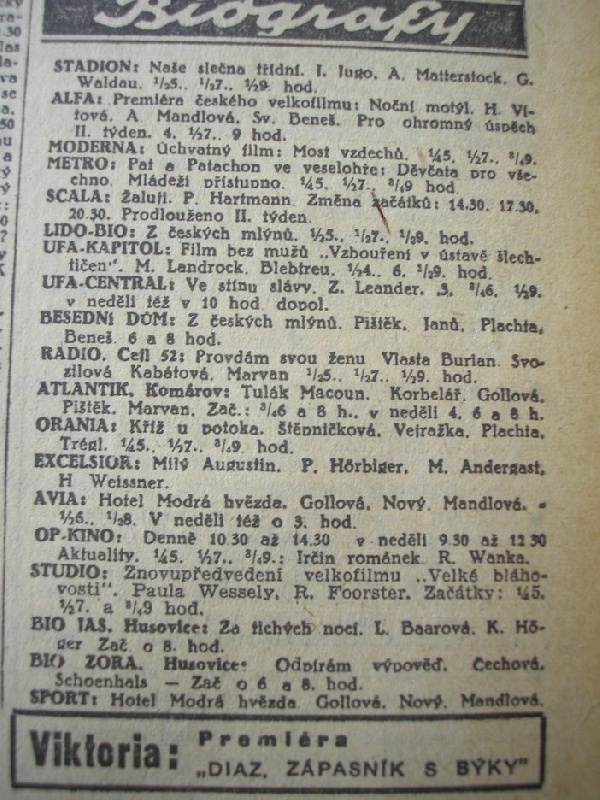 Biografy
STADION: Naše slečna třídní. J. Jugo, A. Matterstock, G.
Waldau. ½5., ½7., ½9 hod.
ALFA: Premiéra českého velkofilmu: Noční motýl. H. Ví-
tová, A. Mandlová, Sv. Beneš. Pro ohromný úspěch
II. týden. 4, ½7., 9 hod.
MODERNA: Úchvatný film: Most vzdechů. ¼5, ½7., ¾9.
METRO: Pat a Patachon ve veselohře: Děvčata pro vše-
chno. Mládeži přístupno. ¼5, ½7., ¾9 hod.
SCALA: Žaluji. P. Hartmann. Změna začátků: 14.30, 17.30,
20.30. Prodlouženo II. týden.
LIDO-BIO: Z českých mlýnů. ½5., ½7., ½9. hod.
UFA-KAPITOL: Film bez mužů „Vzbouření v ústavě šlech-
tičen". M. Landrock, Blebtreu. ½4., 6, ½9. hod.
UFA-CENTRAL: Ve stínu slávy. Z. Leander. 3, ¾6, ½9.
v neděli též v 10 hod. dopol.
BESEDNÍ DŮM: Z českých mlýnů. Pištěk, Janů, Plachta,
Beneš. 6 a 8 hod.
RADIO, Cejl 52: Provdám svou ženu Vlasta Burian. Svo-
zilová Kabátová, Marvan ½5., ½7., ½9. hod.
ATLANTIK, Komárov: Tulák Macoun. Korbelář, Gollová,
Pištěk, Marvan. Zač.: ¾6 a 8 h., v neděli 4, 6 a 8 h.
ORANIA: Kříž u potoka. Štěpničková, Vejražka, Plachta,
Trégl. ¼5, ½7., ¾9 hod.
EXCELSIOR: Milý Augustin. P. Hörbiger, M. Andergast,
H Weissner.
AVIA: Hotel Modrá hvězda. Gollová, Nový, Mandlová.
½6., ½8. V neděli též o 3. hod.
OP-KINO: Denně 10.30 až 14.30 v neděli 9.30 až 12.30
Aktuality. ¼5, ½7., ¾9.: Irčin románek R. Wanka.
STUDIO: Znovupředvedení velkofilmu „Velké bláho-
vosti". Paula Wessely, R. Foorster. Začátky: ¼5,
½7. a ¾9 hod.
BIO JAS, Husovice: Za tichých nocí. L. Baarová, K. Hö-
ger Zač o 8. hod.
BIO ZORA, Husovice: Odpírám výpověď. Čechová,
Schoenhals — Zač o 6 a 8. hod.
SPORT: Hotel Modrá hvězda Gollová, Nový, Mandlová.
Viktoria: Premiéra
„DIAZ, ZÁPASNÍK S BÝKY"